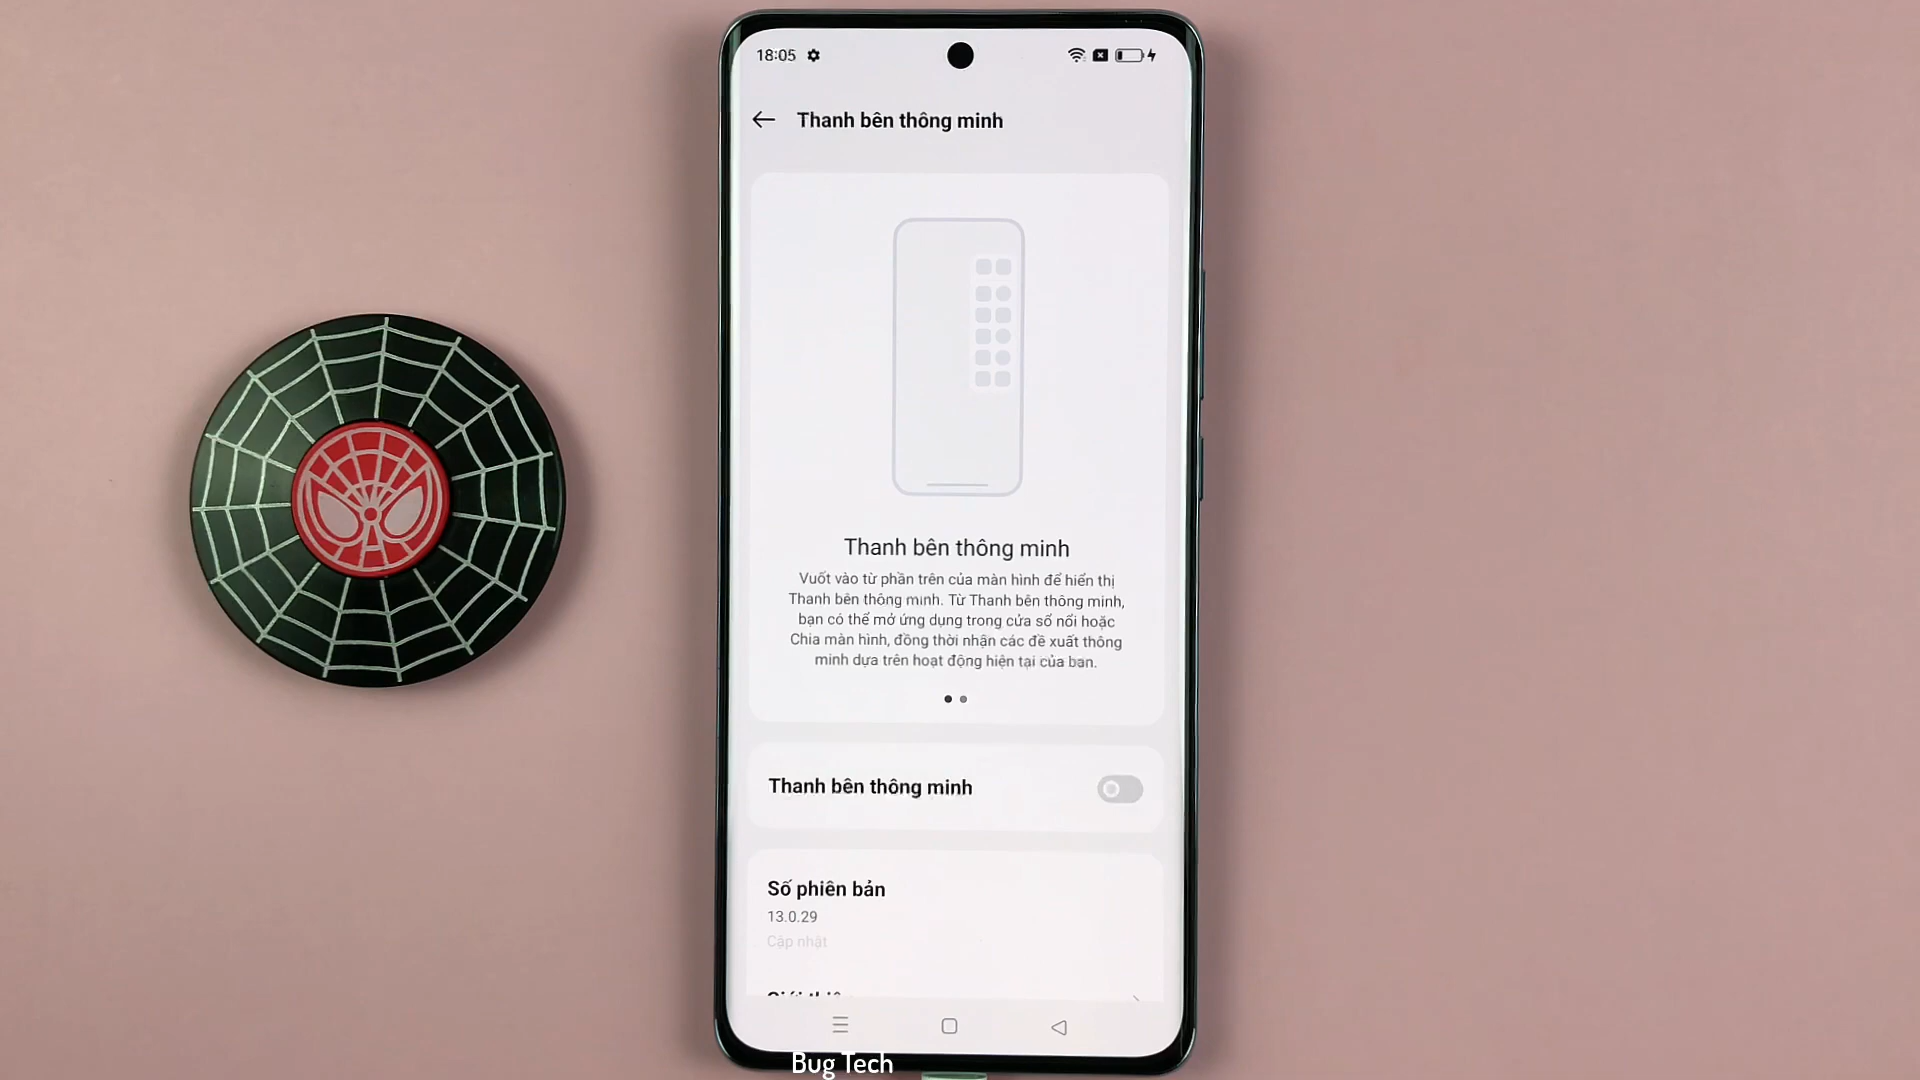 18:05
Thanh bên thông minh
Thanh bên thông minh
Vuốt vào từ phần trên của màn hình để hiển thị
Thanh bên thông minh. Từ Thanh bên thông minh,
bạn có thể mở ứng dụng trong cửa sổ nổi hoặc
Chia màn hình, đồng thời nhận các đề xuất thông
minh dựa trên hoạt động hiện tại của bạn.
Thanh bên thông minh
Số phiên bản
13.0.29
Cập nhật
Bug Tech